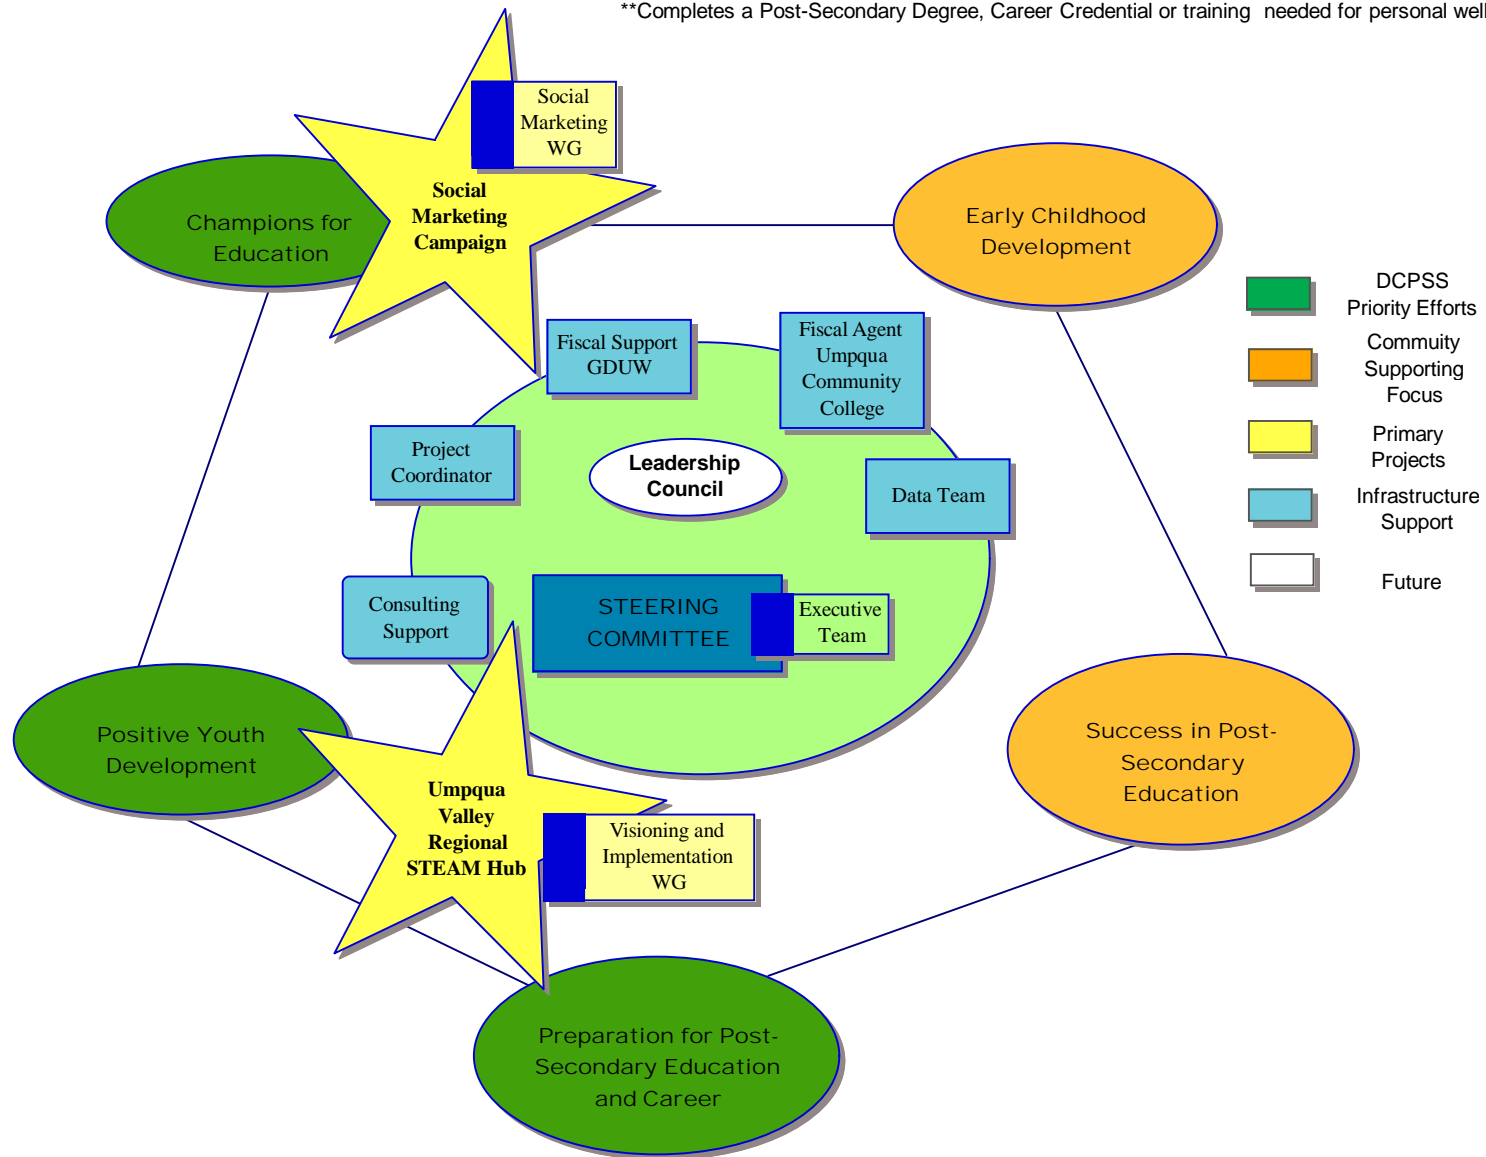 **Completes a Post-Secondary Degree, Career Credential or training needed for personal well
Social
Marketing
WG
Social
Marketing
Campaign
Champions for
Education
Early Childhood
Development
DCPSS
Priority Efforts
Commuity
Supporting
Focus
Primary
Projects
Infrastructure
Support
Future
Fiscal Support
GDUW
Fiscal Agent
Umpqua
Community
College
Project
Coordinator
Leadership
Council
Data Team
Consulting
Support
STEERING
COMMITTEE
Executive
Team
Positive Youth
Development
Success in Post-
Secondary
Education
Umpqua
Valley
Regional
STEAM Hub
Visioning and
Implementation
WG
Preparation for Post-
Secondary Education
and Career